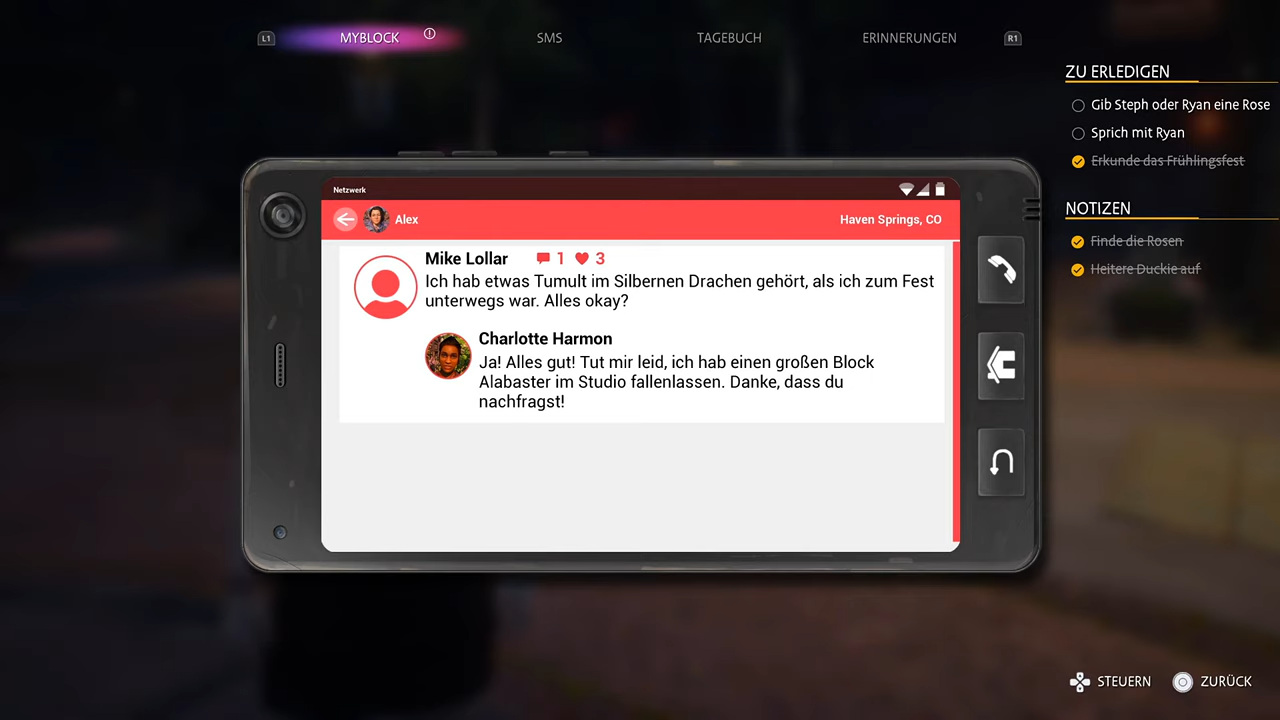 L1
MYBLOCK
SMS
TAGEBUCH
ERINNERUNGEN
R1
ZU ERLEDIGEN
Gib Steph oder Ryan eine Rose
Sprich mit Ryan
Erkunde das Frühlingsfest
NOTIZEN
Finde die Rosen
Heitere Duckie auf
Netzwerk
Alex
Haven Springs, CO
Mike Lollar 1 3
Ich hab etwas Tumult im Silbernen Drachen gehört, als ich zum Fest
unterwegs war. Alles okay?
Charlotte Harmon
Ja! Alles gut! Tut mir leid, ich hab einen großen Block
Alabaster im Studio fallenlassen. Danke, dass du
nachfragst!
STEUERN
ZURÜCK